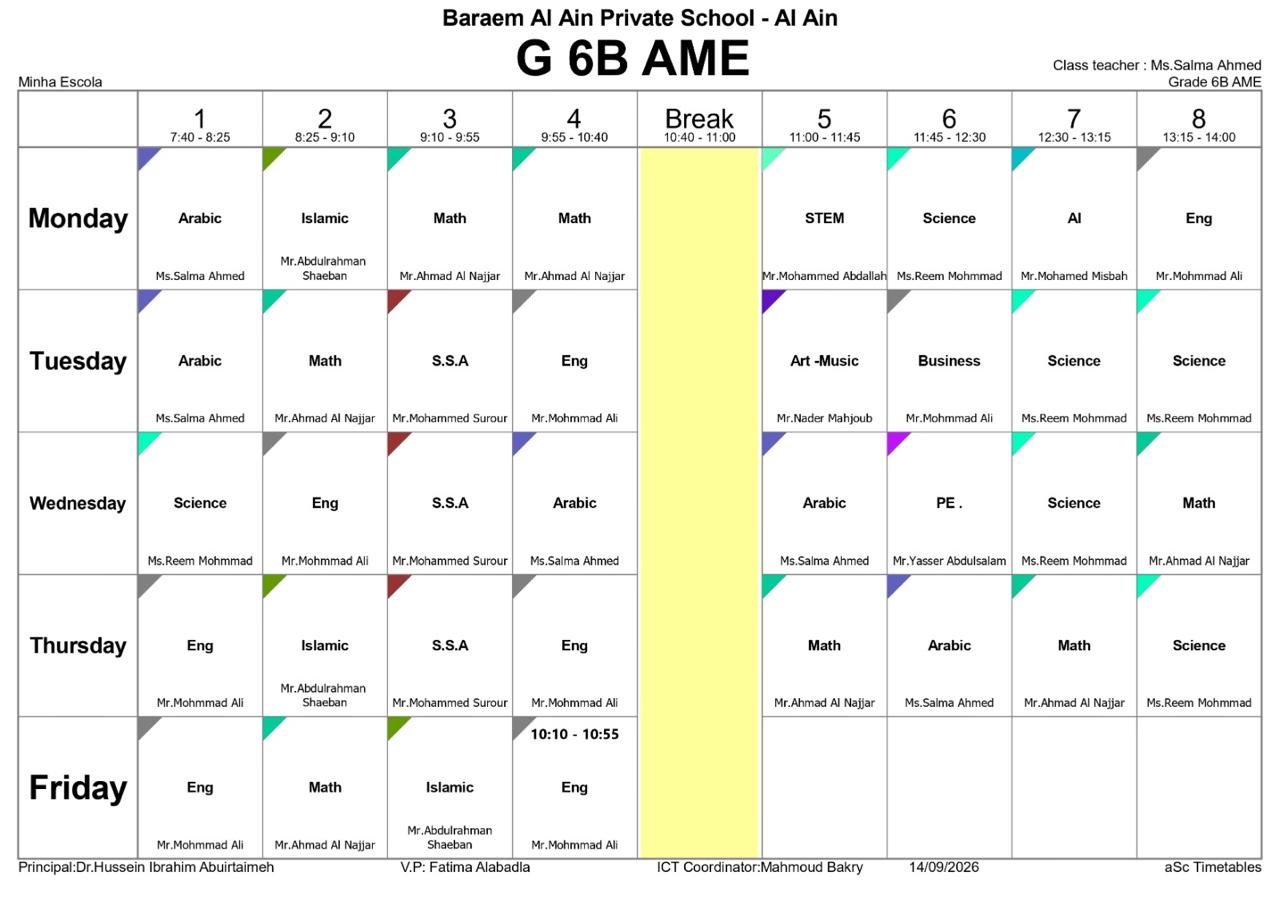 Baraem Al Ain Private School - Al Ain
G 6B AME
Minha Escola
Class teacher : Ms.Salma Ahmed
Grade 6B AME
1 2 3 4 Break 5 6 7 8
7:40 - 8:25 8:25 - 9:10 9:10 - 9:55 9:55 - 10:40 10:40 - 11:00 11:00 - 11:45 11:45 - 12:30 12:30 - 13:15 13:15 - 14:00
Monday Arabic Islamic Math Math STEM Science AI Eng
Ms.Salma Ahmed Mr.Abdulrahman Shaeban Mr.Ahmad Al Najjar Mr.Ahmad Al Najjar Mr.Mohammed Abdallah Ms.Reem Mohmmad Mr.Mohamed Misbah Mr.Mohmmad Ali
Tuesday Arabic Math S.S.A Eng Art -Music Business Science Science
Ms.Salma Ahmed Mr.Ahmad Al Najjar Mr.Mohammed Surour Mr.Mohmmad Ali Mr.Nader Mahjoub Mr.Mohmmad Ali Ms.Reem Mohmmad Ms.Reem Mohmmad
Wednesday Science Eng S.S.A Arabic Arabic PE . Science Math
Ms.Reem Mohmmad Mr.Mohmmad Ali Mr.Mohammed Surour Ms.Salma Ahmed Ms.Salma Ahmed Mr.Yasser Abdulsalam Ms.Reem Mohmmad Mr.Ahmad Al Najjar
Thursday Eng Islamic S.S.A Eng Math Arabic Math Science
Mr.Mohmmad Ali Mr.Abdulrahman Shaeban Mr.Mohammed Surour Mr.Mohmmad Ali Mr.Ahmad Al Najjar Ms.Salma Ahmed Mr.Ahmad Al Najjar Ms.Reem Mohmmad
10:10 - 10:55
Friday Eng Math Islamic Eng
Mr.Mohmmad Ali Mr.Ahmad Al Najjar Mr.Abdulrahman Shaeban Mr.Mohmmad Ali
Principal:Dr.Hussein Ibrahim Abuirtaimeh V.P: Fatima Alabadla ICT Coordinator:Mahmoud Bakry 14/09/2026 aSc Timetables